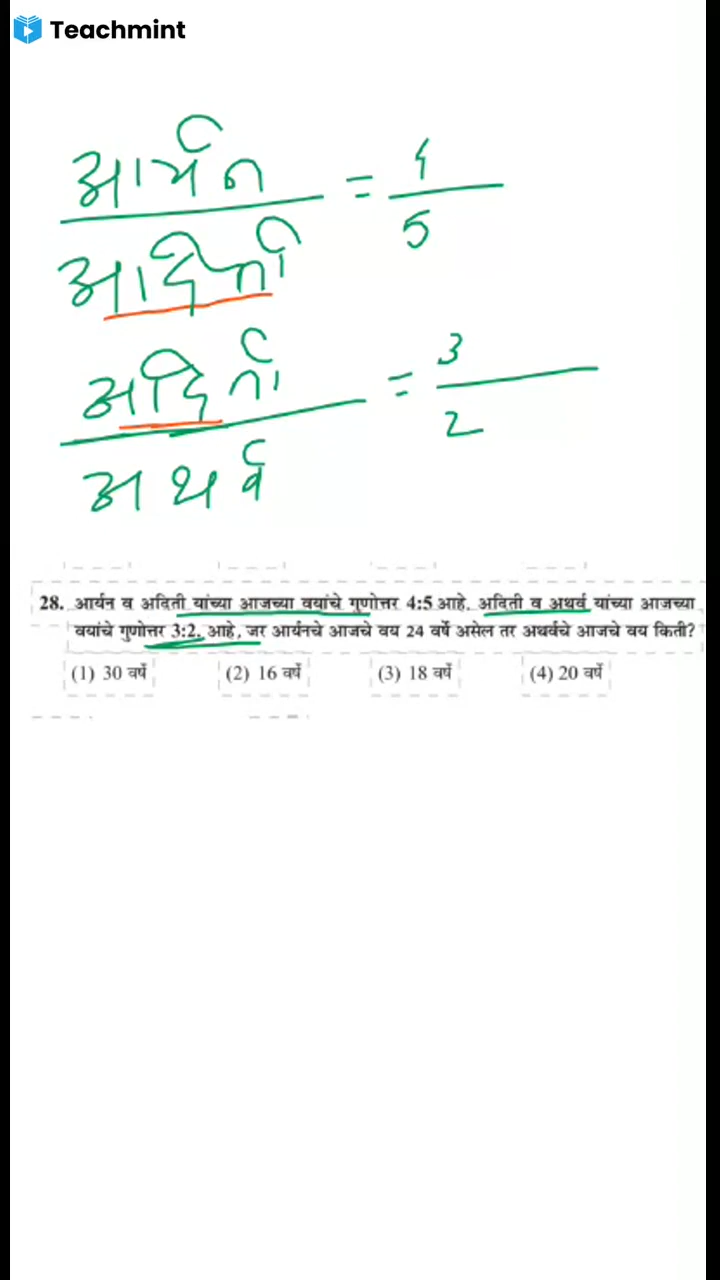 Teachmint
आर्यन = 4
5
आदिती
अदिती = 3
2
अथर्व
28. आर्यन व अदिती यांच्या आजच्या वयांचे गुणोत्तर 4:5 आहे. अदिती व अथर्व यांच्या आजच्या
वयांचे गुणोत्तर 3:2. आहे, जर आर्यनचे आजचे वय 24 वर्षे असेल तर अथर्वचे आजचे वय किती?
(1) 30 वर्षे (2) 16 वर्षे (3) 18 वर्षे (4) 20 वर्षे